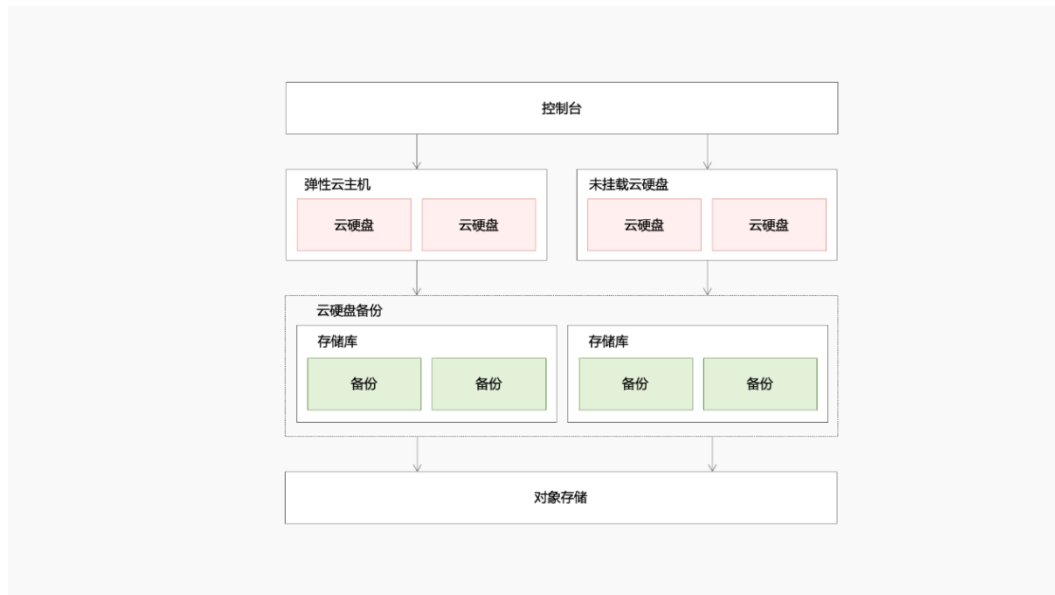 控制台
弹性云主机
未挂载云硬盘
云硬盘
云硬盘
云硬盘
云硬盘
云硬盘备份
存储库
存储库
备份
备份
备份
备份
对象存储